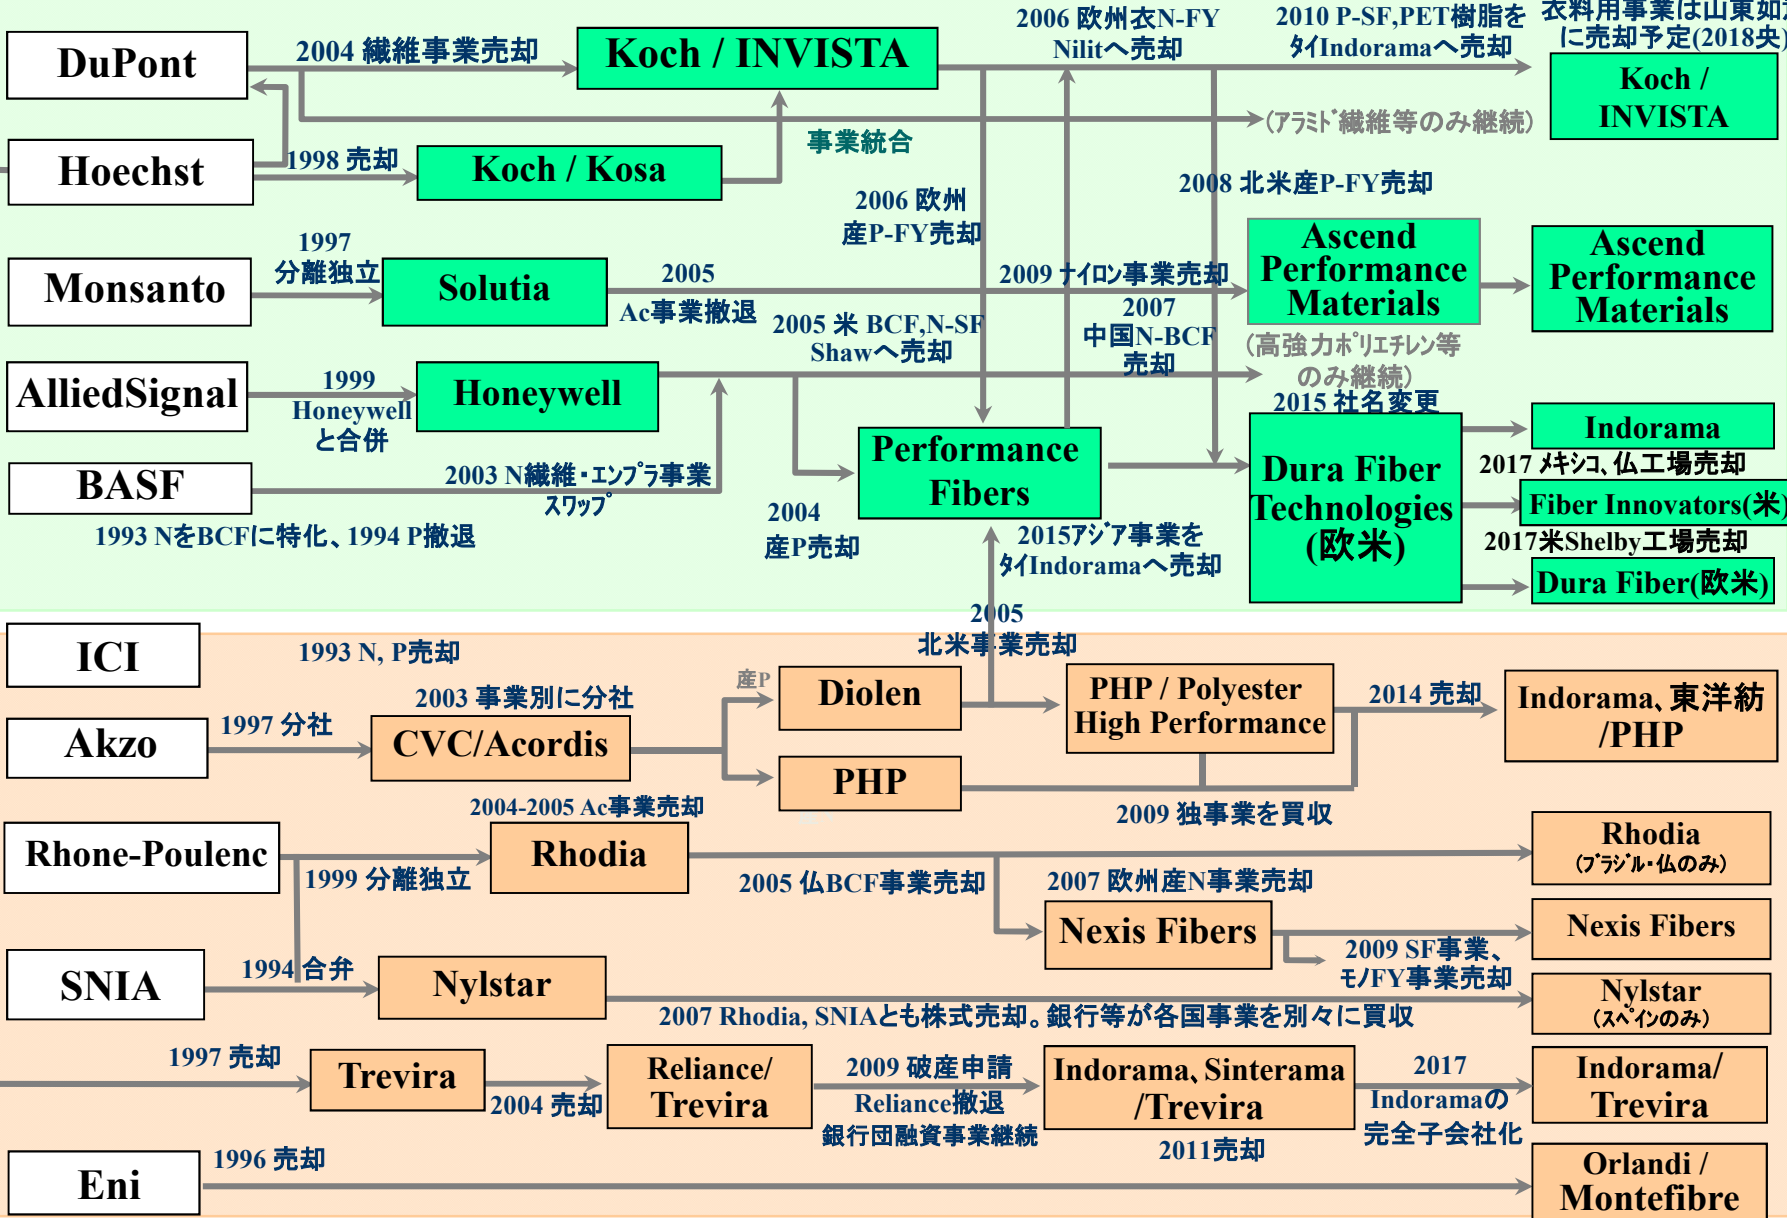 2006 欧州衣N-FY
Nilitへ売却
2010 P-SF,PET樹脂を
タイIndoramaへ売却
に売却予定(2018央)
DuPont
2004 繊維事業売却
Koch / INVISTA
Koch /
INVISTA
(アラミド繊維等のみ継続)
事業統合
Hoechst
1998 売却
Koch / Kosa
2006 欧州
産P-FY売却
2008 北米産P-FY売却
Monsanto
1997
分離独立
Solutia
2005
Ac事業撤退
2009 ナイロン事業売却
Ascend
Performance
Materials
Ascend
Performance
Materials
(高強力ポリエチレン等
のみ継続)
2005 米 BCF,N-SF
Shawへ売却
2007
中国N-BCF
売却
AlliedSignal
1999
Honeywell
と合併
Honeywell
2015 社名変更
BASF
2003 N繊維・エンプラ事業
スワップ
1993 NをBCFに特化、1994 P撤退
2004
産P売却
Performance
Fibers
2015アジア事業を
タイIndoramaへ売却
Dura Fiber
Technologies
(欧米)
Indorama
2017 メキシコ、仏工場売却
Fiber Innovators(米)
2017米Shelby工場売却
Dura Fiber(欧米)
2005
北米事業売却
ICI
1993 N, P売却
Akzo
1997 分社
2003 事業別に分社
CVC/Acordis
産P
Diolen
PHP
PHP / Polyester
High Performance
2009 独事業を買収
2014 売却
Indorama、東洋紡
/PHP
Rhone-Poulenc
1999 分離独立
2004-2005 Ac事業売却
Rhodia
2005 仏BCF事業売却
2007 欧州産N事業売却
Rhodia
(ブラジル・仏のみ)
Nexis Fibers
2009 SF事業、
モノFY事業売却
Nexis Fibers
SNIA
1994 合弁
Nylstar
2007 Rhodia, SNIAとも株式売却。銀行等が各国事業を別々に買収
Nylstar
(スペインのみ)
1997 売却
Trevira
2004 売却
Reliance/
Trevira
2009 破産申請
Reliance撤退
銀行団融資事業継続
Indorama、Sinterama
/Trevira
2011売却
2017
Indoramaの
完全子会社化
Indorama/
Trevira
Eni
1996 売却
Orlandi /
Montefibre